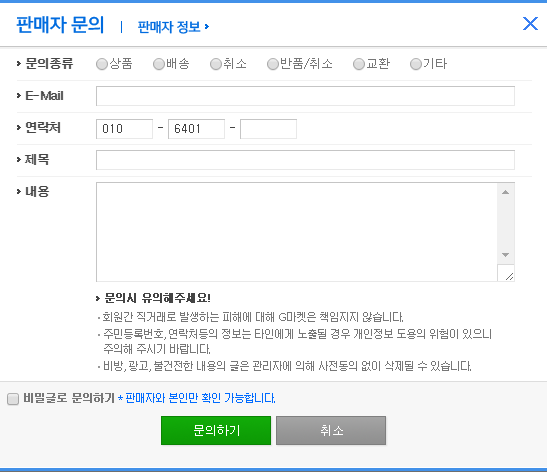 판매자 문의 | 판매자 정보
문의종류 상품 배송 취소 반품/취소 교환 기타
E-Mail
연락처 010 - 6401 -
제목
내용
문의시 유의해주세요!
· 회원간 직거래로 발생하는 피해에 대해 G마켓은 책임지지 않습니다.
· 주민등록번호, 연락처등의 정보는 타인에게 노출될 경우 개인정보 도용의 위험이 있으니
주의해 주시기 바랍니다.
· 비방, 광고, 불건전한 내용의 글은 관리자에 의해 사전동의 없이 삭제될 수 있습니다.
비밀글로 문의하기 * 판매자와 본인만 확인 가능합니다.
문의하기 취소